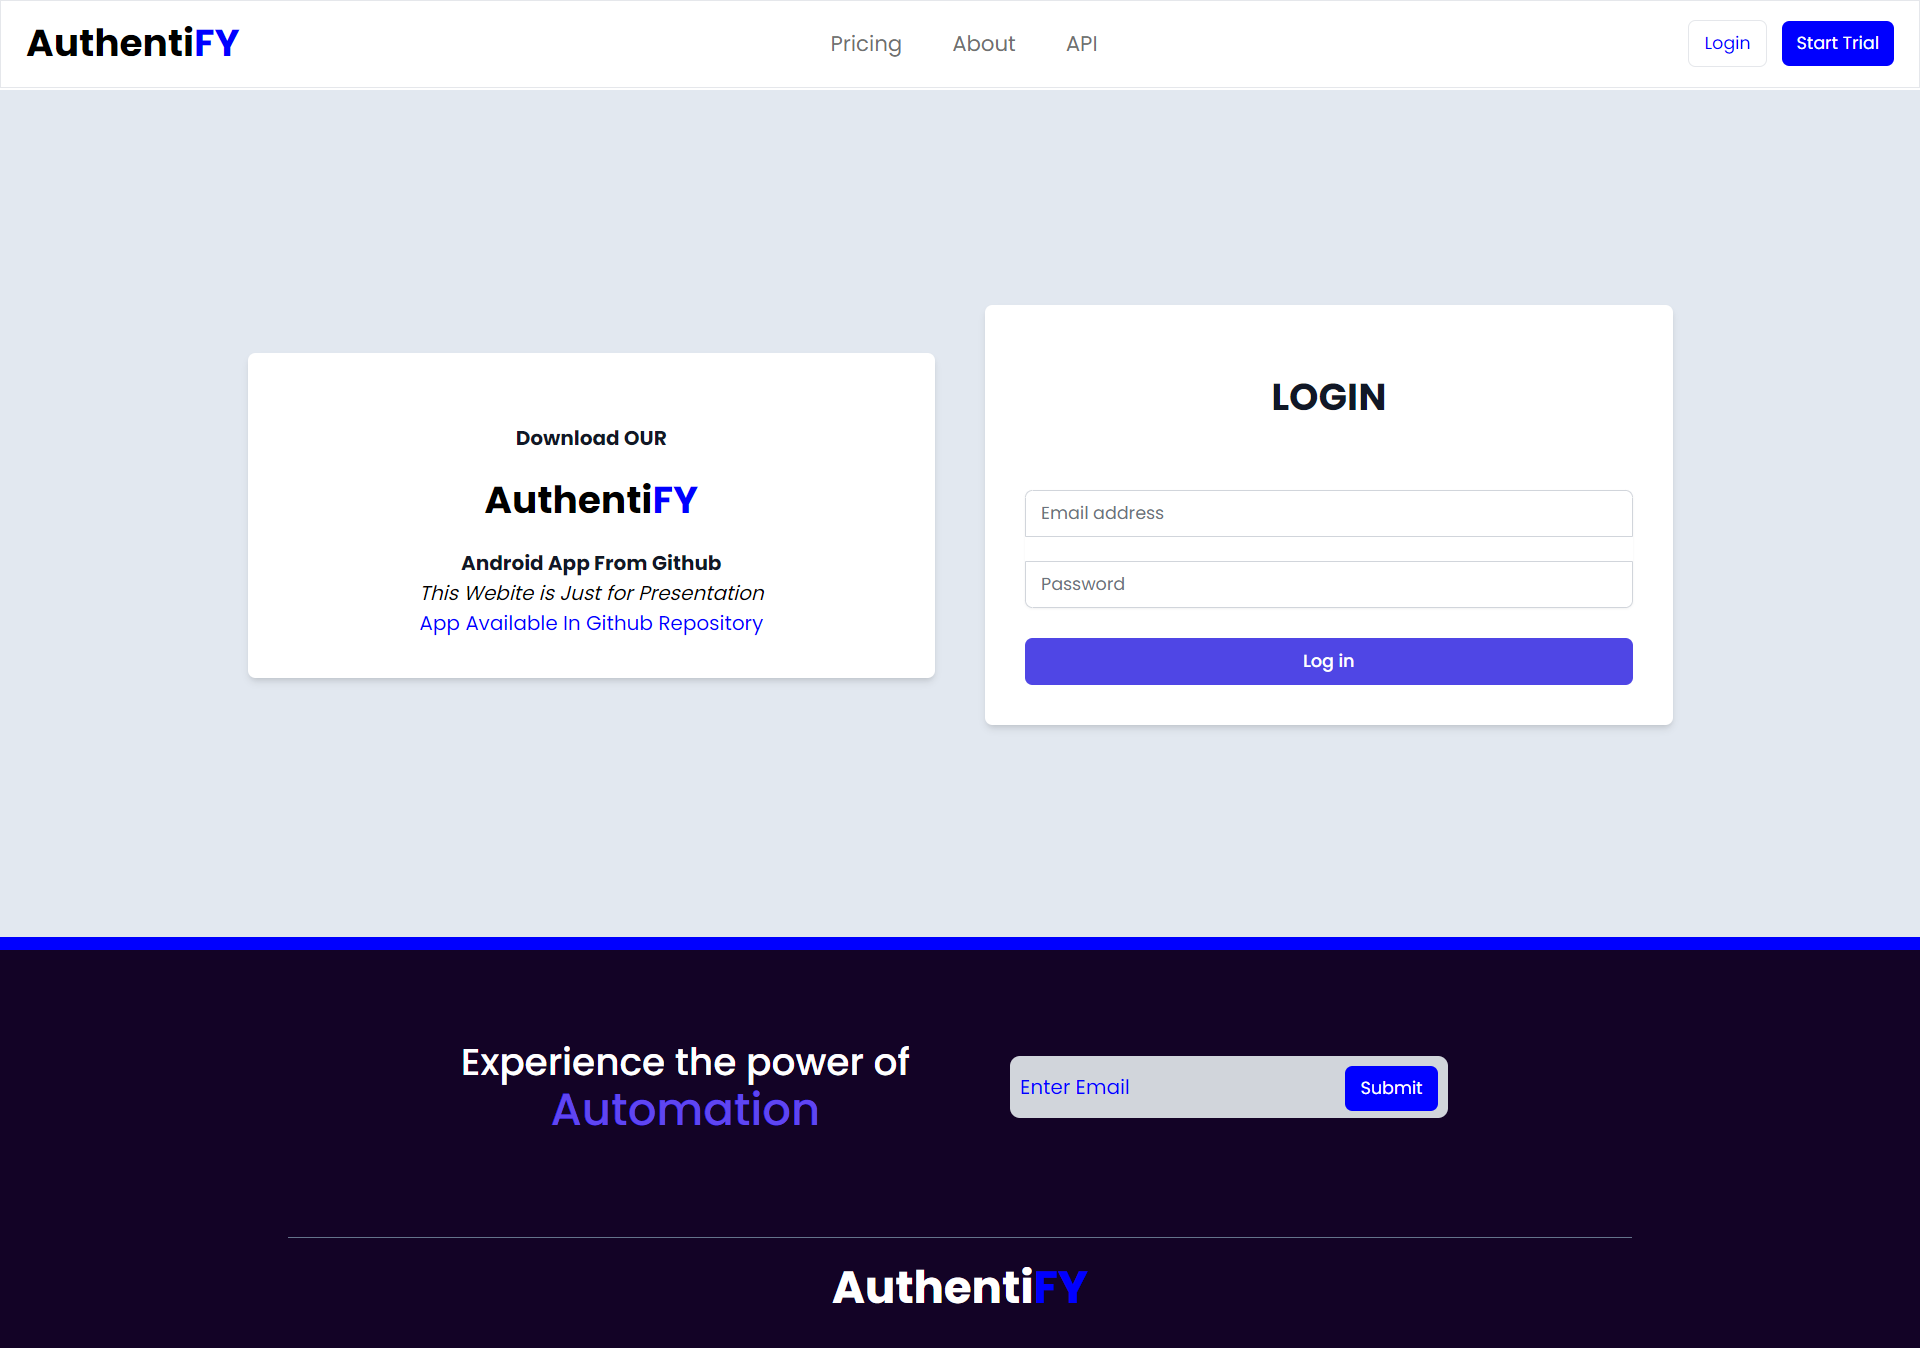 AuthentiFY
Pricing About API
Login Start Trial
Download OUR
AuthentiFY
Android App From Github
This Webite is Just for Presentation
App Available In Github Repository
LOGIN
Email address
Password
Log in
Experience the power of
Automation
Enter Email Submit
AuthentiFY